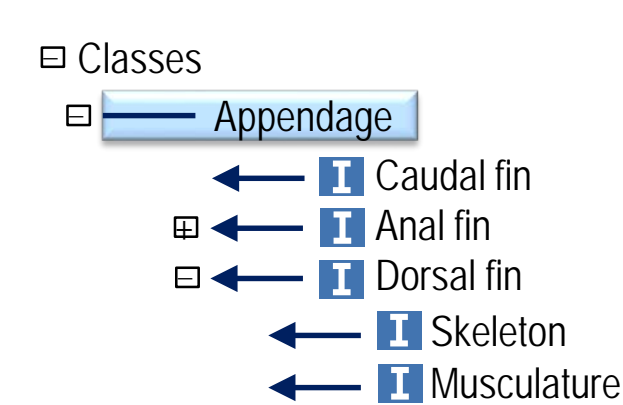 Classes
Appendage
I Caudal fin
I Anal fin
I Dorsal fin
I Skeleton
I Musculature